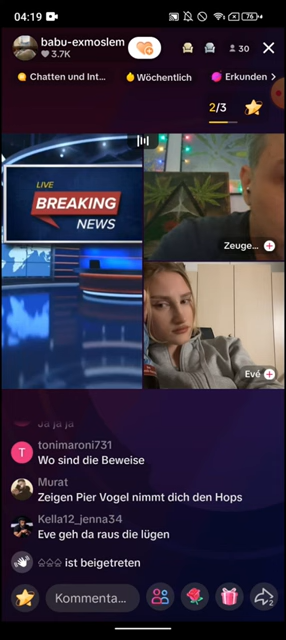 04:19
76
babu-exmoslem
3.7K
30
Chatten und Int...
Wöchentlich
Erkunden
2/3
LIVE
BREAKING
NEWS
Zeuge...
Evé
Ja ja ja
T
tonimaroni731
Wo sind die Beweise
Murat
Zeigen Pier Vogel nimmt dich den Hops
Kella12_jenna34
Eve geh da raus die lügen
ist beigetreten
Kommenta...
2